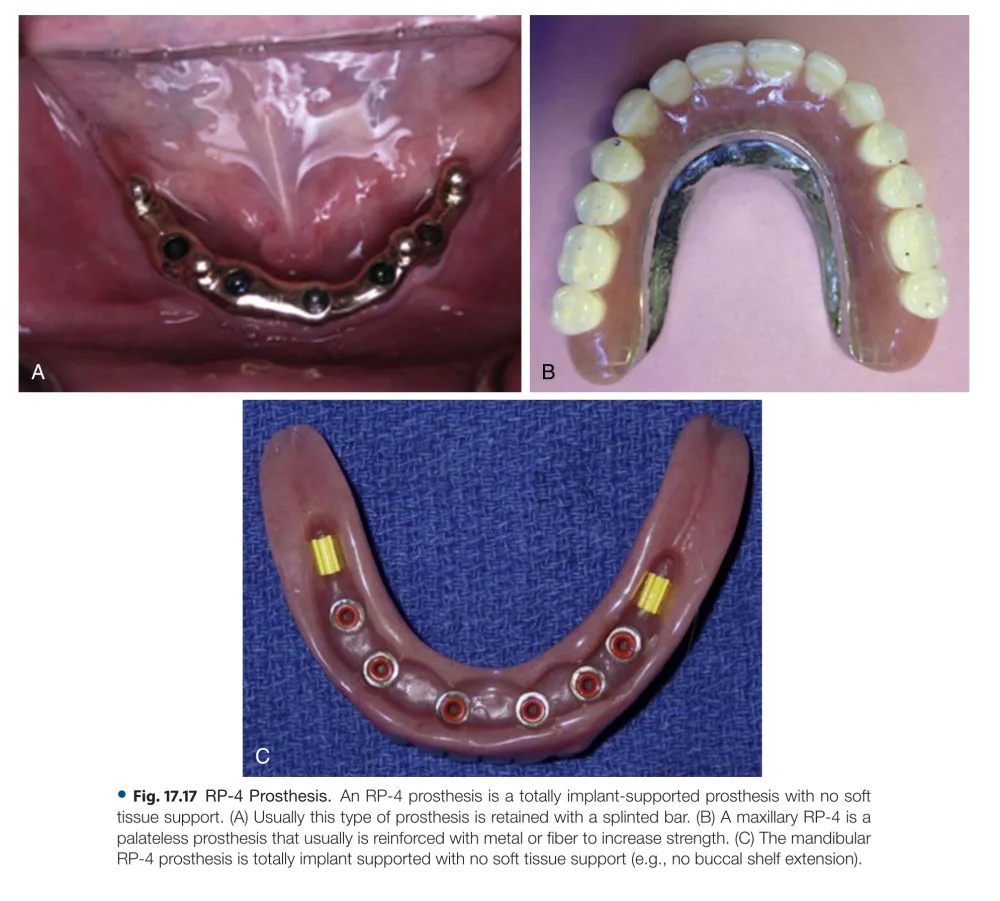 A
B
C
• Fig. 17.17 RP-4 Prosthesis. An RP-4 prosthesis is a totally implant-supported prosthesis with no soft
tissue support. (A) Usually this type of prosthesis is retained with a splinted bar. (B) A maxillary RP-4 is a
palateless prosthesis that usually is reinforced with metal or fiber to increase strength. (C) The mandibular
RP-4 prosthesis is totally implant supported with no soft tissue support (e.g., no buccal shelf extension).